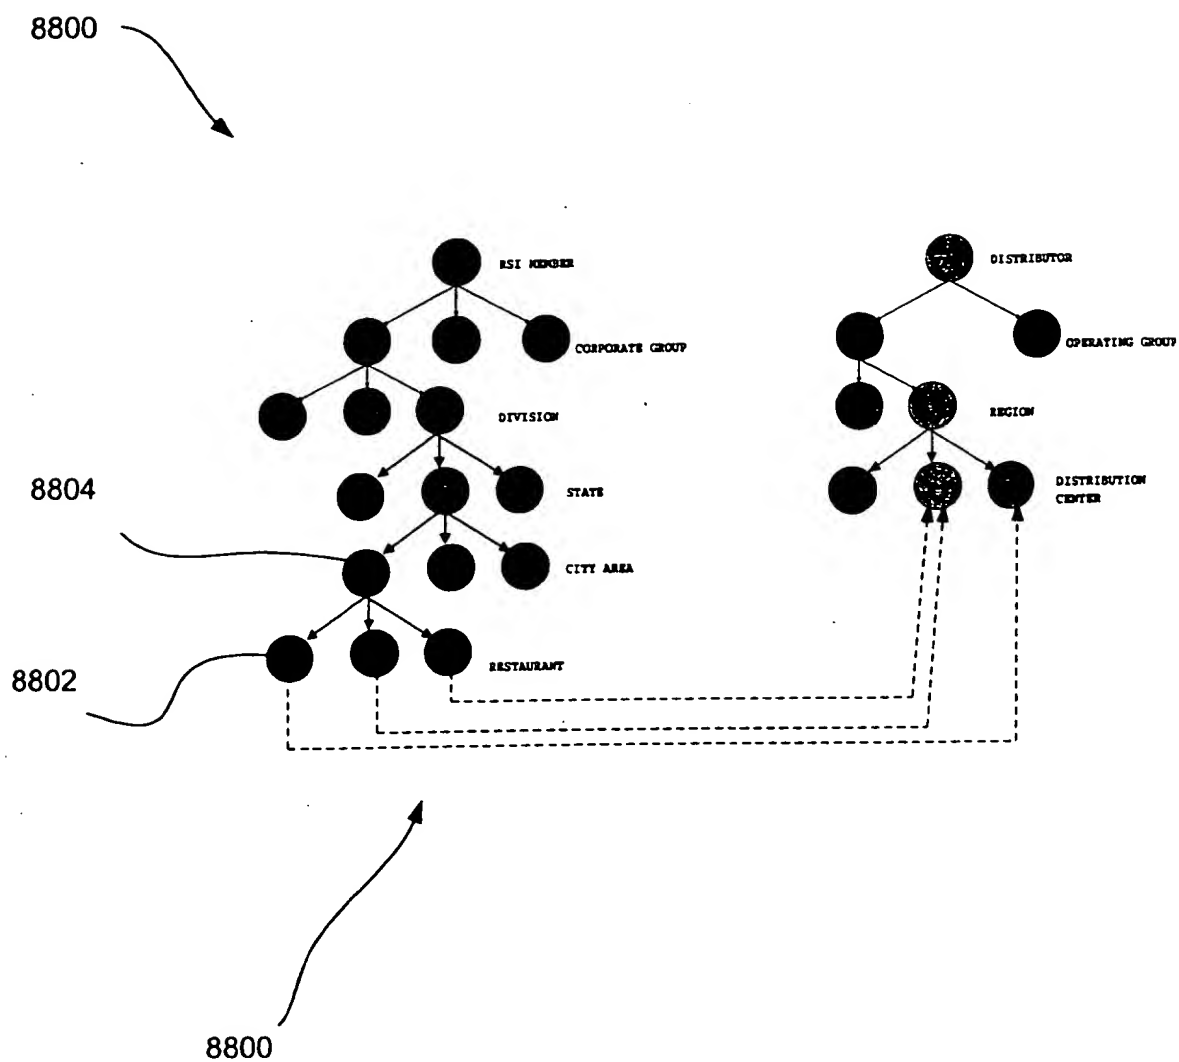 8800
RSI MEMBER
DISTRIBUTOR
CORPORATE GROUP
OPERATING GROUP
DIVISION
REGION
8804
STATE
DISTRIBUTION
CENTER
CITY AREA
8802
RESTAURANT
8800